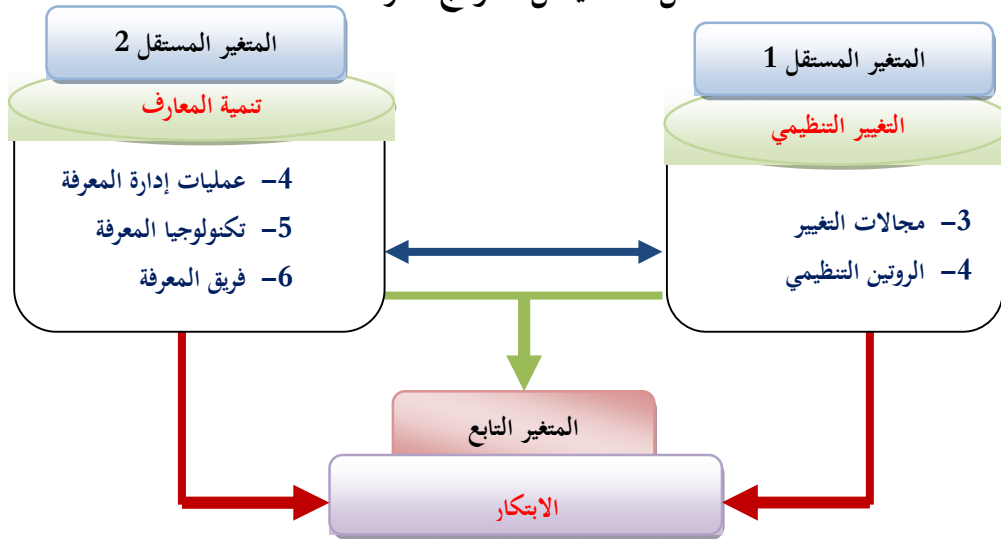 المتغير المستقل 1
التغيير التنظيمي
3- مجالات التغيير
4- الروتين التنظيمي
المتغير المستقل 2
تنمية المعارف
4- عمليات إدارة المعرفة
5- تكنولوجيا المعرفة
6- فريق المعرفة
المتغير التابع
الابتكار